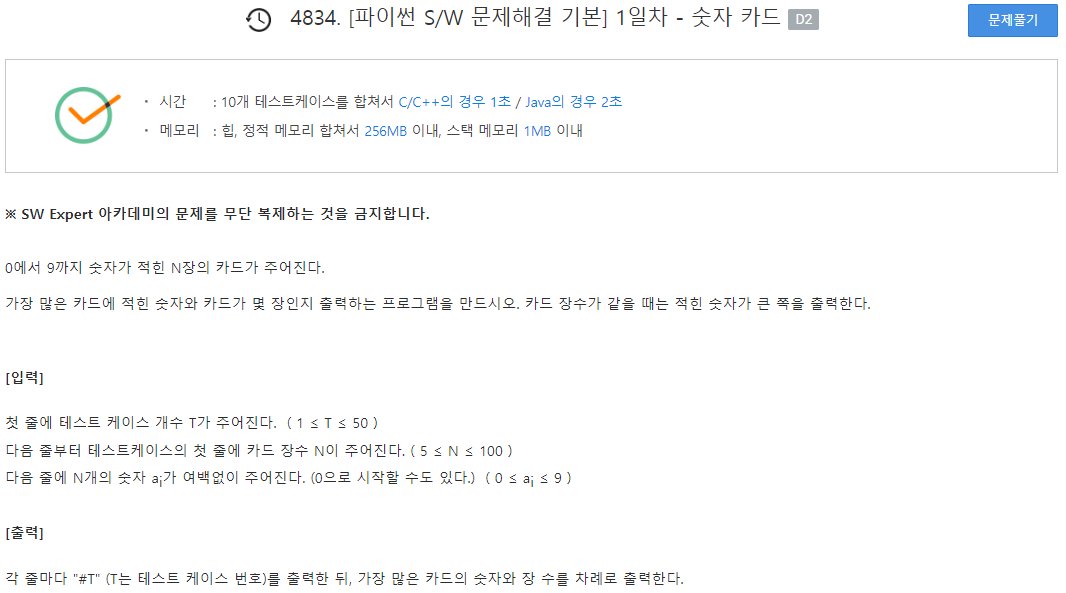 4834. [파이썬 S/W 문제해결 기본] 1일차 - 숫자 카드 D2
문제풀기
· 시간 : 10개 테스트케이스를 합쳐서 C/C++의 경우 1초 / Java의 경우 2초
· 메모리 : 힙, 정적 메모리 합쳐서 256MB 이내, 스택 메모리 1MB 이내
※ SW Expert 아카데미의 문제를 무단 복제하는 것을 금지합니다.
0에서 9까지 숫자가 적힌 N장의 카드가 주어진다.
가장 많은 카드에 적힌 숫자와 카드가 몇 장인지 출력하는 프로그램을 만드시오. 카드 장수가 같을 때는 적힌 숫자가 큰 쪽을 출력한다.
[입력]
첫 줄에 테스트 케이스 개수 T가 주어진다. ( 1 ≤ T ≤ 50 )
다음 줄부터 테스트케이스의 첫 줄에 카드 장수 N이 주어진다. ( 5 ≤ N ≤ 100 )
다음 줄에 N개의 숫자 ai가 여백없이 주어진다. (0으로 시작할 수도 있다.) ( 0 ≤ ai ≤ 9 )
[출력]
각 줄마다 "#T" (T는 테스트 케이스 번호)를 출력한 뒤, 가장 많은 카드의 숫자와 장 수를 차례로 출력한다.